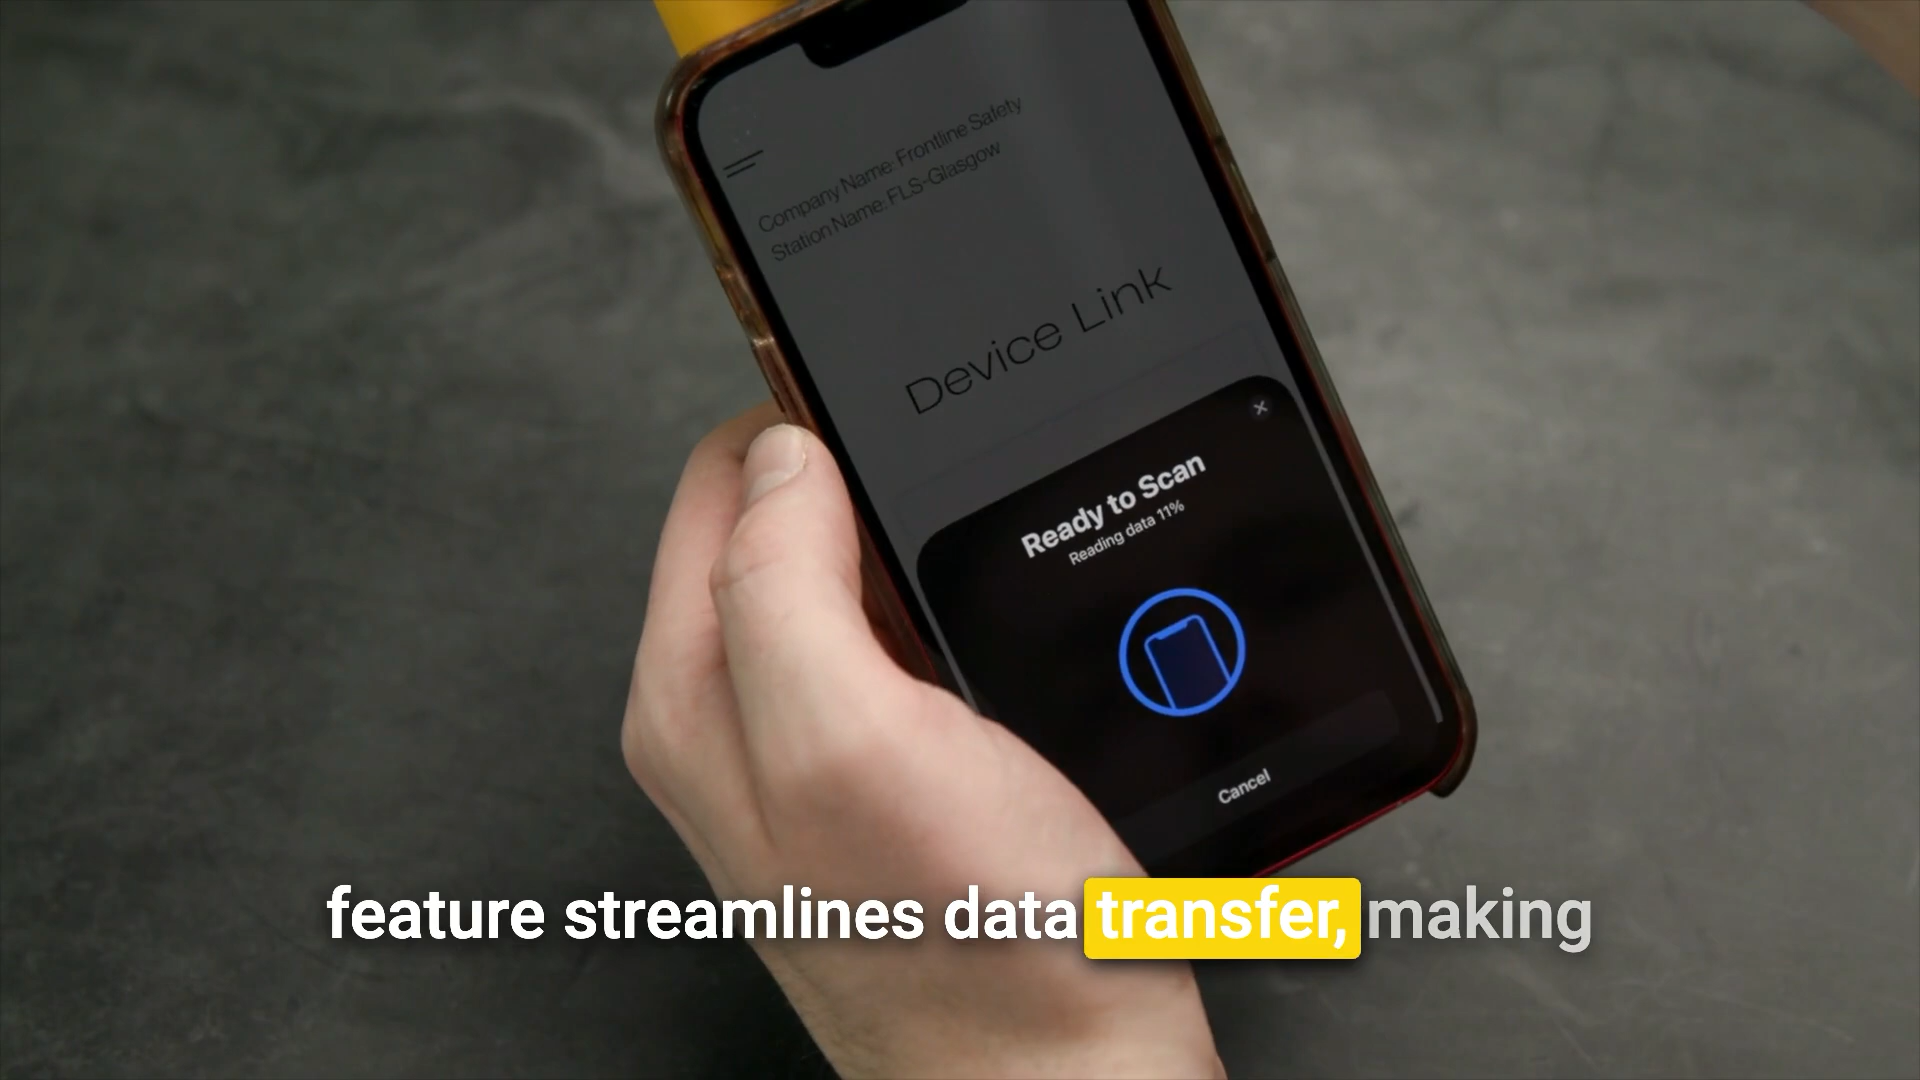 Company Name: Frontline Safety
Station Name: FLS-Glasgow
Device Link
Ready to Scan
Reading data 11%
Cancel
feature streamlines data transfer, making